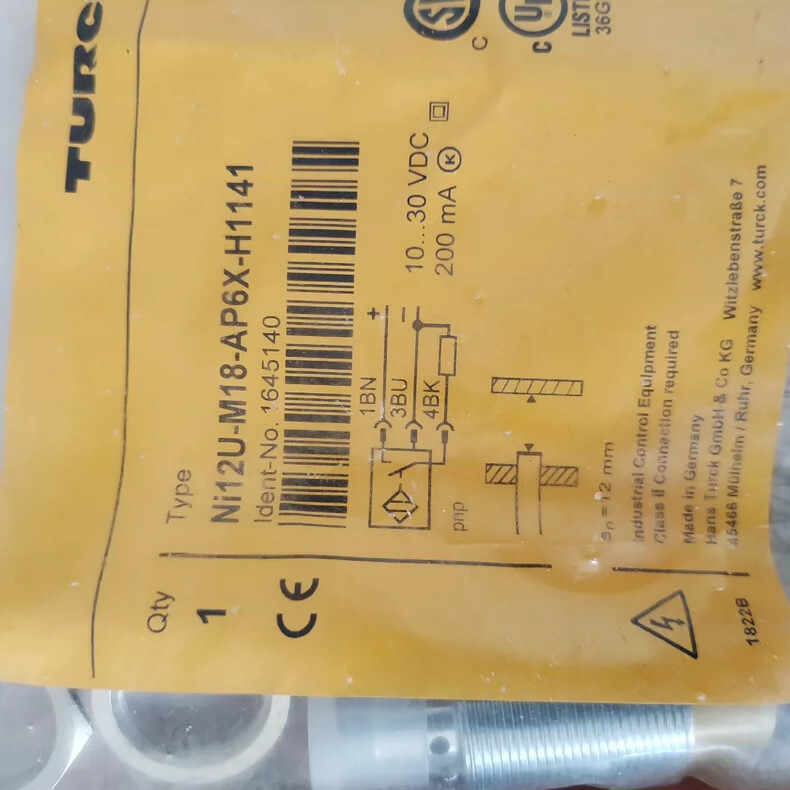 TURC
C
C
LIST
36G
Type
Ni12U-M18-AP6X-H1141
Ident-No. 1645140
Qty
1
CE
1BN
+
3BU
–
4BK
pnp
10...30 VDC
200 mA K
sn = 12 mm
Industrial Control Equipment
Class II Connection required
Made in Germany
Hans Turck GmbH & Co KG Witzlebenstraße 7
45466 Mülheim / Ruhr, Germany www.turck.com
1822B